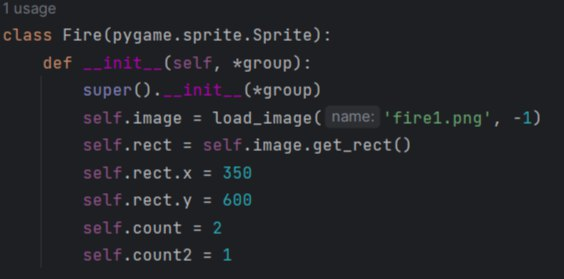 1 usage
class Fire(pygame.sprite.Sprite):
    def __init__(self, *group):
        super().__init__(*group)
        self.image = load_image( name: 'fire1.png', -1)
        self.rect = self.image.get_rect()
        self.rect.x = 350
        self.rect.y = 600
        self.count = 2
        self.count2 = 1